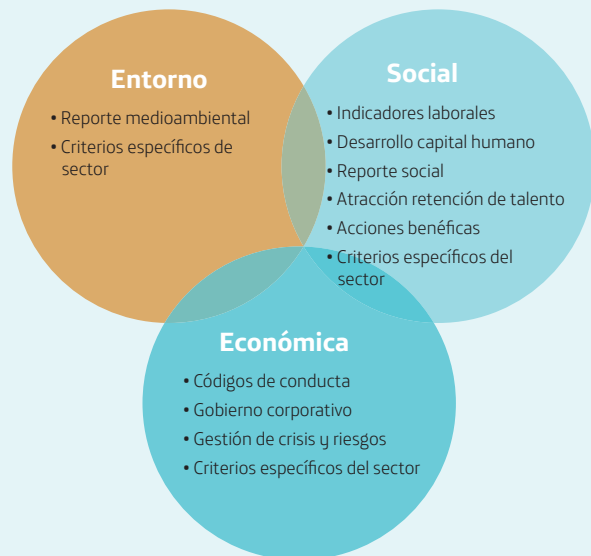 Entorno
• Reporte medioambiental
• Criterios específicos de
sector
Social
• Indicadores laborales
• Desarrollo capital humano
• Reporte social
• Atracción retención de talento
• Acciones benéficas
• Criterios específicos del
sector
Económica
• Códigos de conducta
• Gobierno corporativo
• Gestión de crisis y riesgos
• Criterios específicos del sector